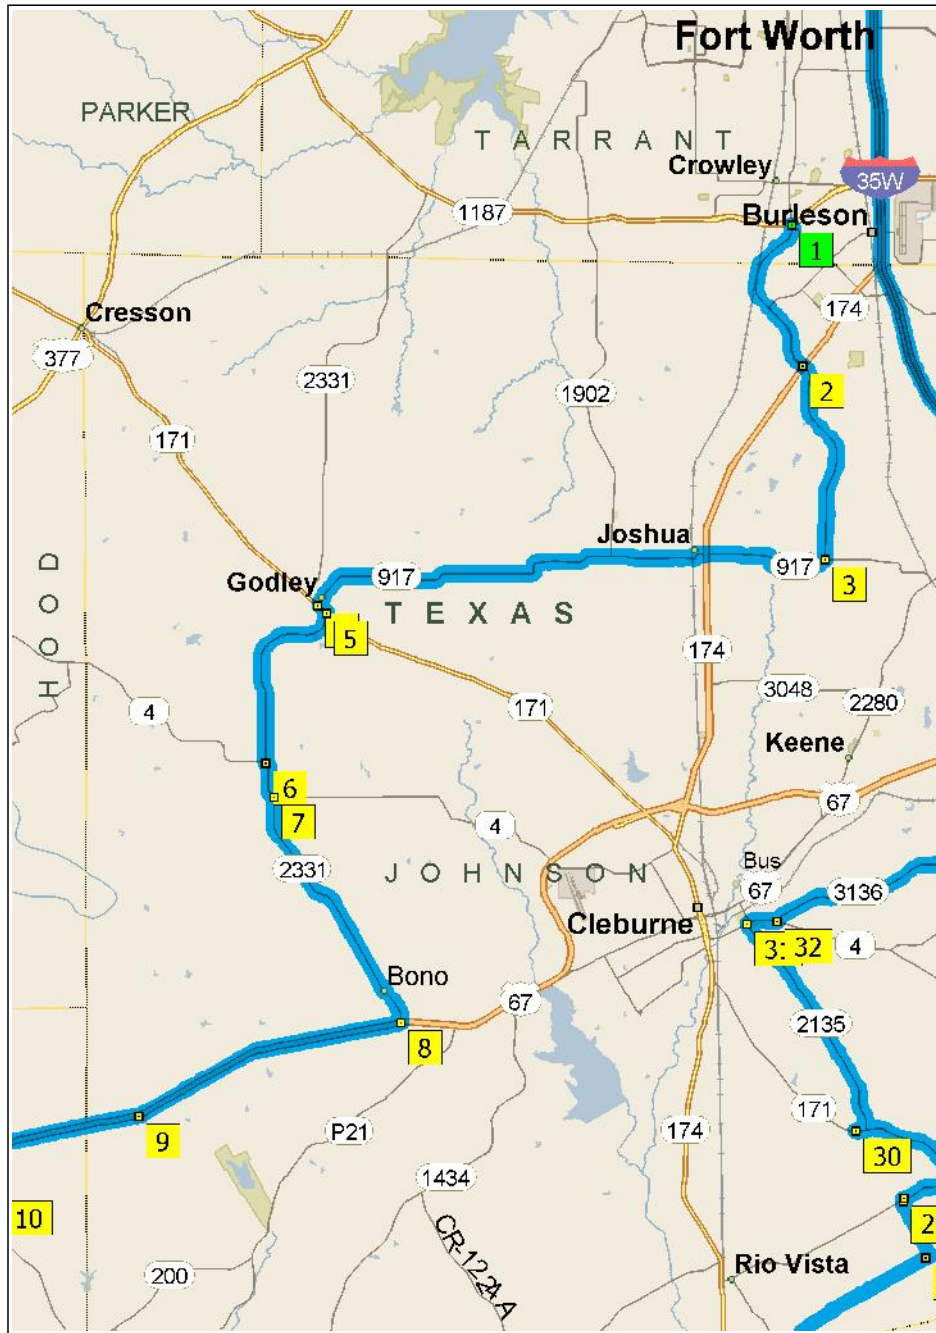 Fort Worth
PARKER
TARRANT
Crowley
35W
1187
Burleson
1
Cresson
174
377
2331
2
1902
171
Joshua
917
917
3
Godley
HOOD
TEXAS
5
174
3048
4
171
2280
Keene
6
67
7
4
Bus
2331
JOHNSON
67
3136
Cleburne
32
4
Bono
67
2135
8
171
9
P21
174
30
1434
10
2
CR-1224A
Rio Vista
200